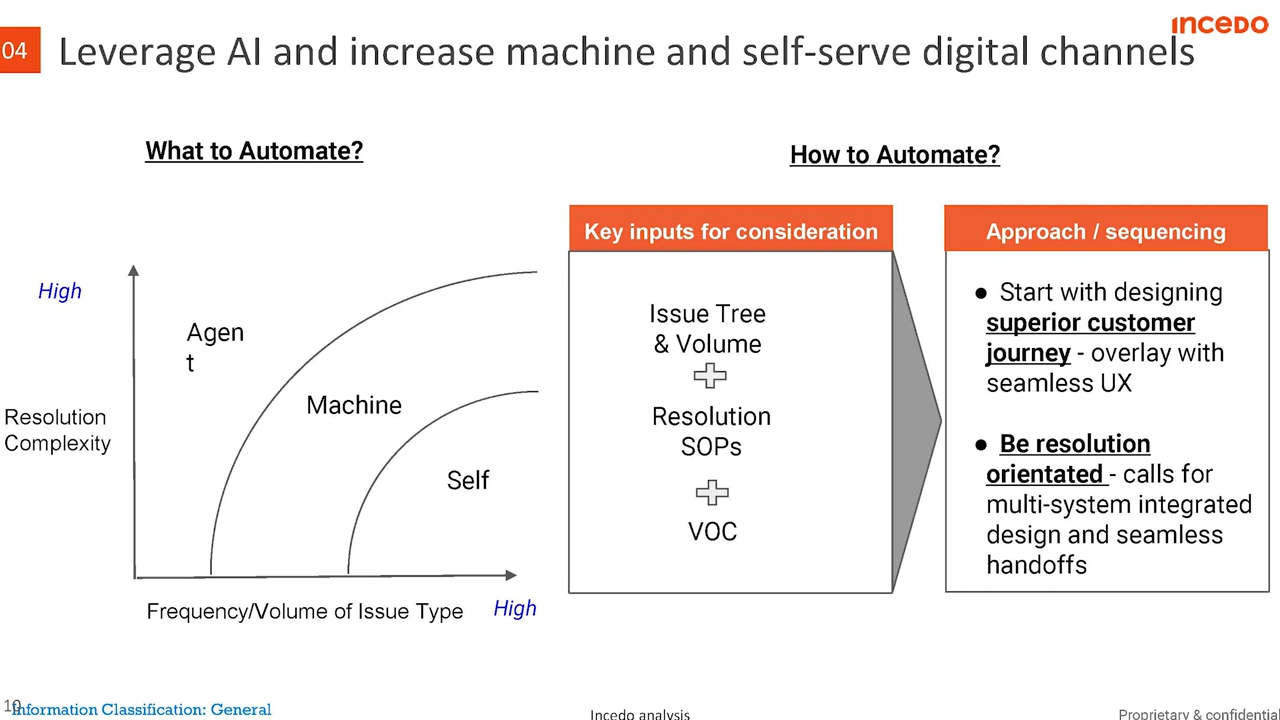 incedo
04
Leverage AI and increase machine and self-serve digital channels
What to Automate?
High
Agen
t
Machine
Self
Resolution
Complexity
Frequency/Volume of Issue Type
High
How to Automate?
Key inputs for consideration
Issue Tree
& Volume
Resolution
SOPs
VOC
Approach / sequencing
● Start with designing
superior customer
journey - overlay with
seamless UX
● Be resolution
orientated - calls for
multi-system integrated
design and seamless
handoffs
10
Information Classification: General
Incedo analysis
Proprietary & confidential